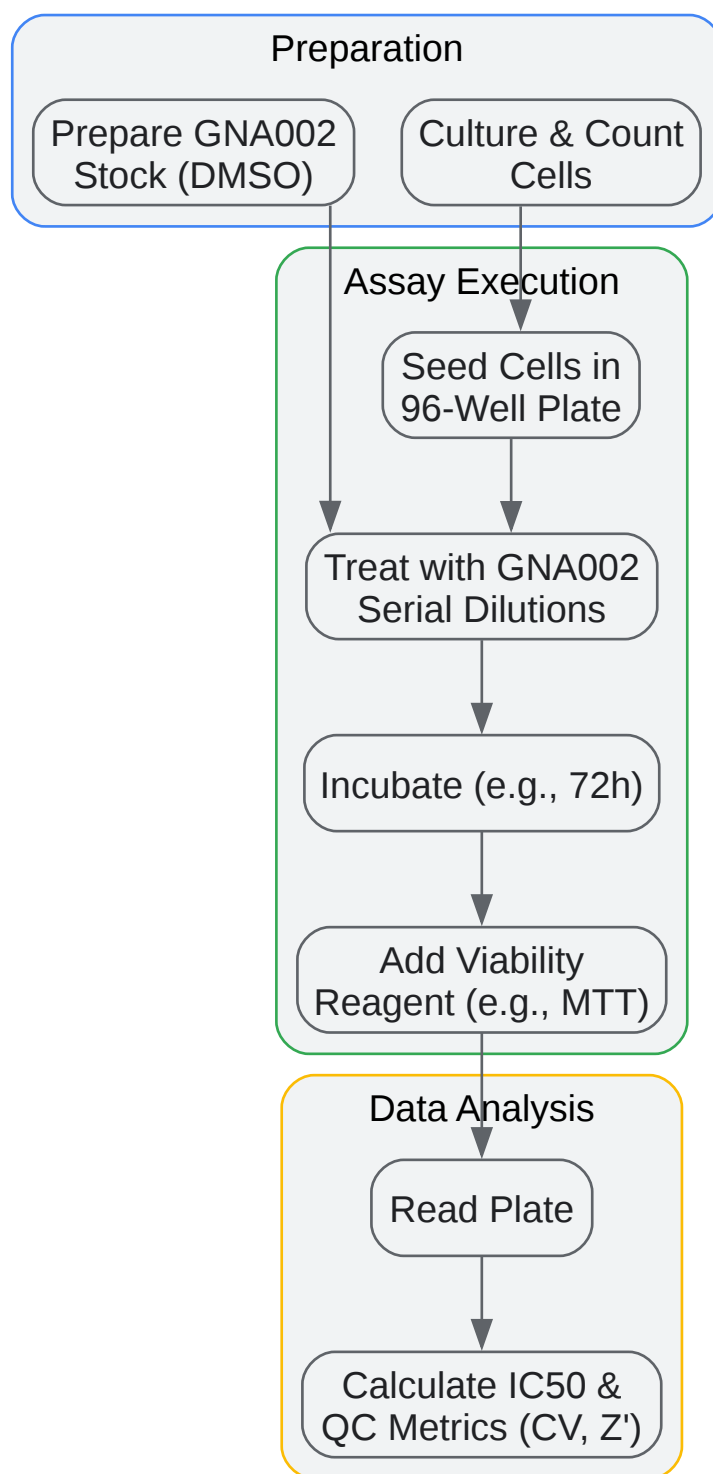 Preparation
Prepare GNA002
Stock (DMSO)
Culture & Count
Cells
Assay Execution
Seed Cells in
96-Well Plate
Treat with GNA002
Serial Dilutions
Incubate (e.g., 72h)
Add Viability
Reagent (e.g., MTT)
Data Analysis
Read Plate
Calculate IC50 &
QC Metrics (CV, Z')